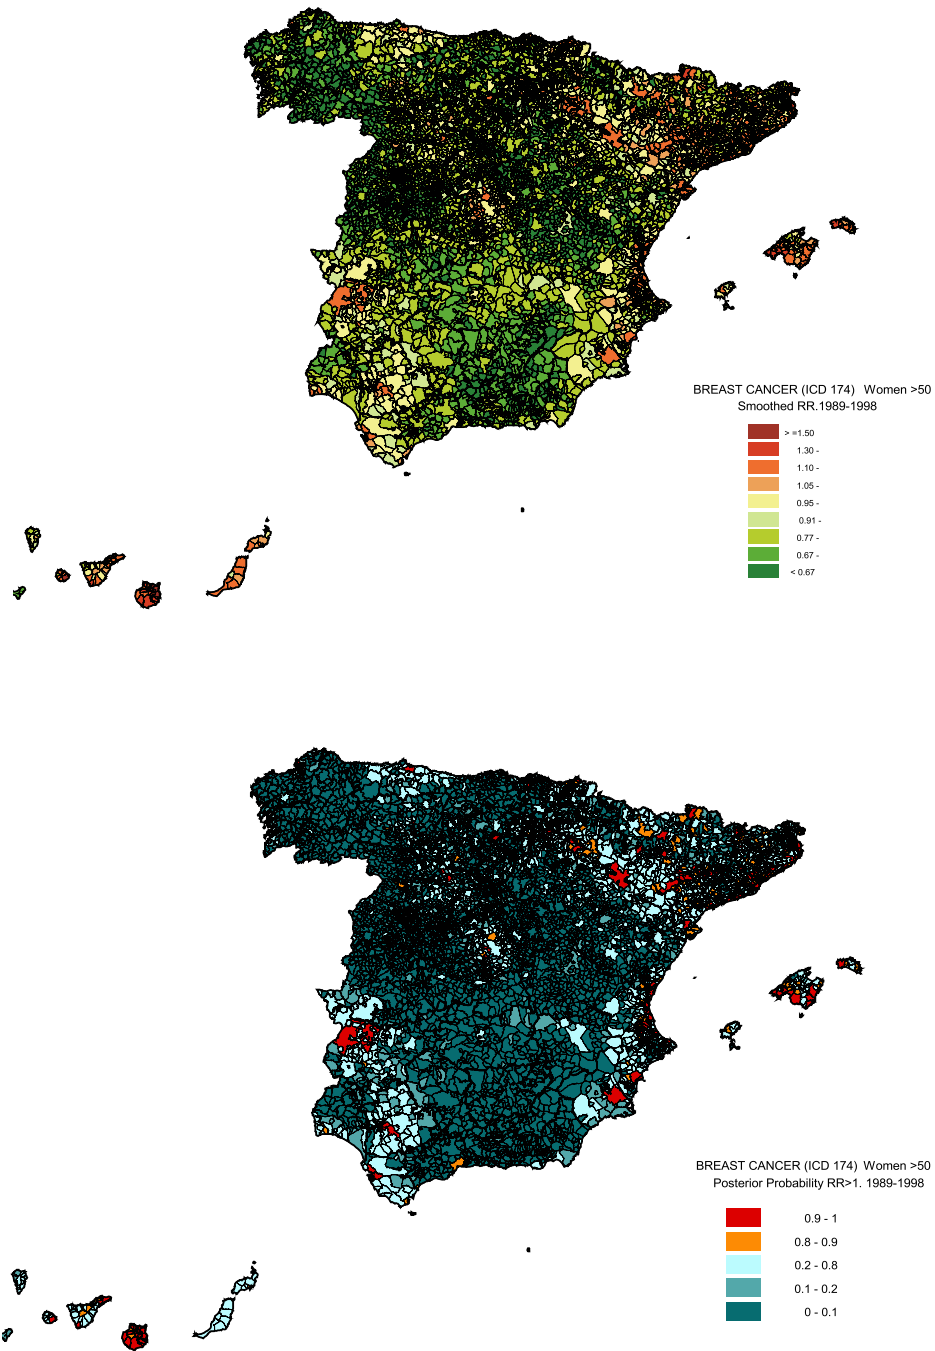 BREAST CANCER (ICD 174)  Women >50
Smoothed RR.1989-1998
> =1.50
1.30 -
1.10 -
1.05 -
0.95 -
0.91 -
0.77 -
0.67 -
< 0.67
BREAST CANCER (ICD 174)  Women >50
Posterior Probability RR>1. 1989-1998
0.9 - 1
0.8 - 0.9
0.2 - 0.8
0.1 - 0.2
0 - 0.1